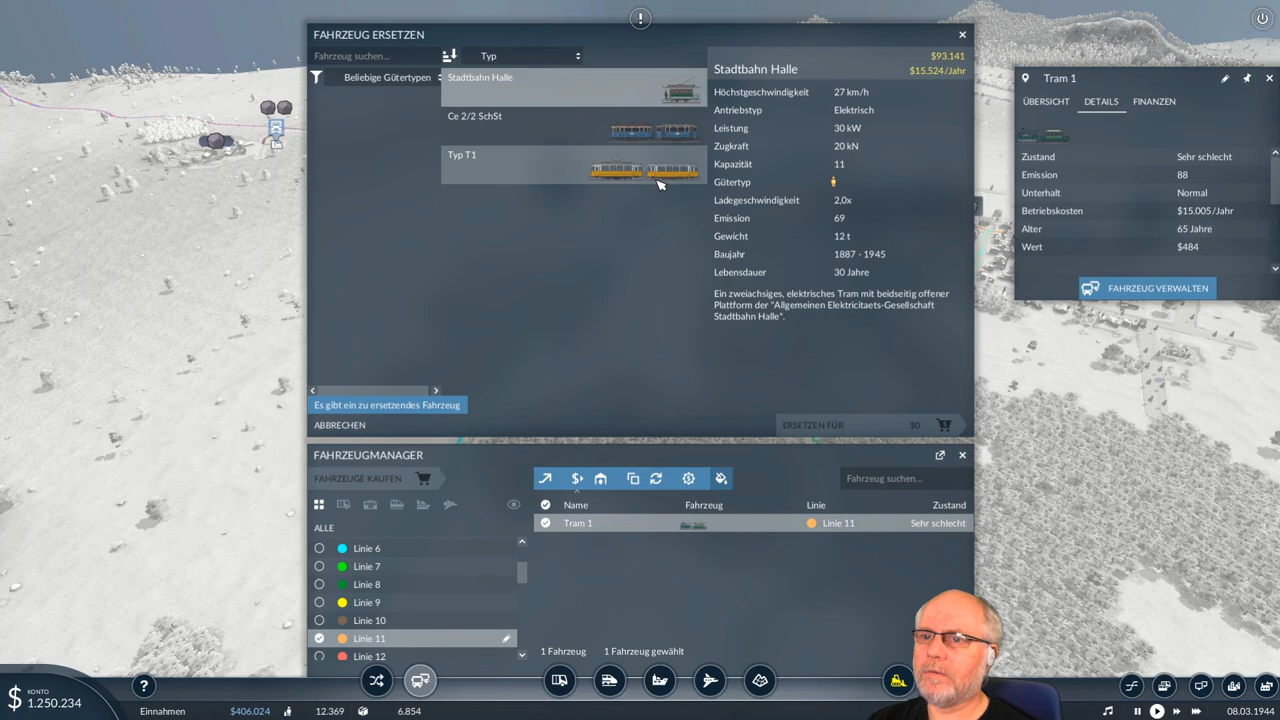 FAHRZEUG ERSETZEN
Fahrzeug suchen...
Typ
Beliebige Gütertypen
Stadtbahn Halle
Ce 2/2 SchSt
Typ T1
$93.141
Stadtbahn Halle
$15.524/Jahr
Höchstgeschwindigkeit 27 km/h
Antriebstyp Elektrisch
Leistung 30 kW
Zugkraft 20 kN
Kapazität 11
Gütertyp
Ladegeschwindigkeit 2,0x
Emission 69
Gewicht 12 t
Baujahr 1887 - 1945
Lebensdauer 30 Jahre
Ein zweiachsiges, elektrisches Tram mit beidseitig offener
Plattform der "Allgemeinen Elektricitaets-Gesellschaft
Stadtbahn Halle".
Es gibt ein zu ersetzendes Fahrzeug
ABBRECHEN
ERSETZEN FÜR $0
Tram 1
ÜBERSICHT DETAILS FINANZEN
Zustand Sehr schlecht
Emission 88
Unterhalt Normal
Betriebskosten $15.005/Jahr
Alter 65 Jahre
Wert $484
FAHRZEUG VERWALTEN
FAHRZEUGMANAGER
FAHRZEUGE KAUFEN
Fahrzeug suchen...
ALLE
Linie 6
Linie 7
Linie 8
Linie 9
Linie 10
Linie 11
Linie 12
Name Fahrzeug Linie Zustand
Tram 1 Linie 11 Sehr schlecht
1 Fahrzeug 1 Fahrzeug gewählt
$ KONTO
1.250.234
?
Einnahmen $406.024 12.369 6.854
08.03.1944